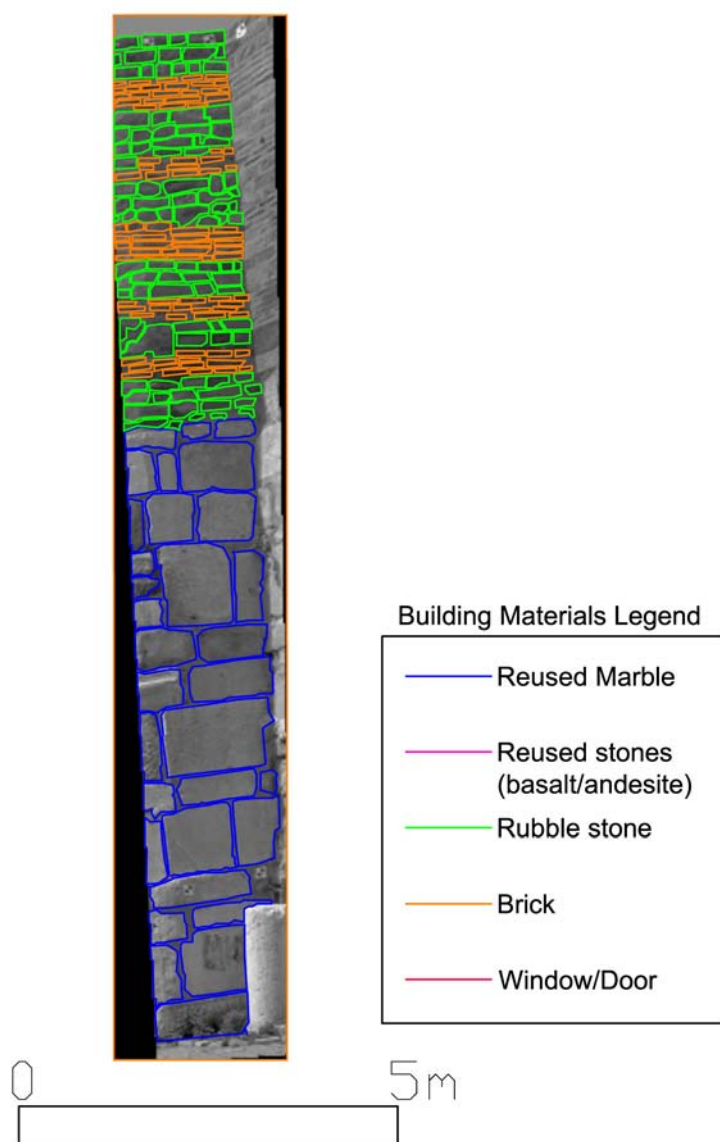 Building Materials Legend
Reused Marble
Reused stones
(basalt/andesite)
Rubble stone
Brick
Window/Door
0 5m